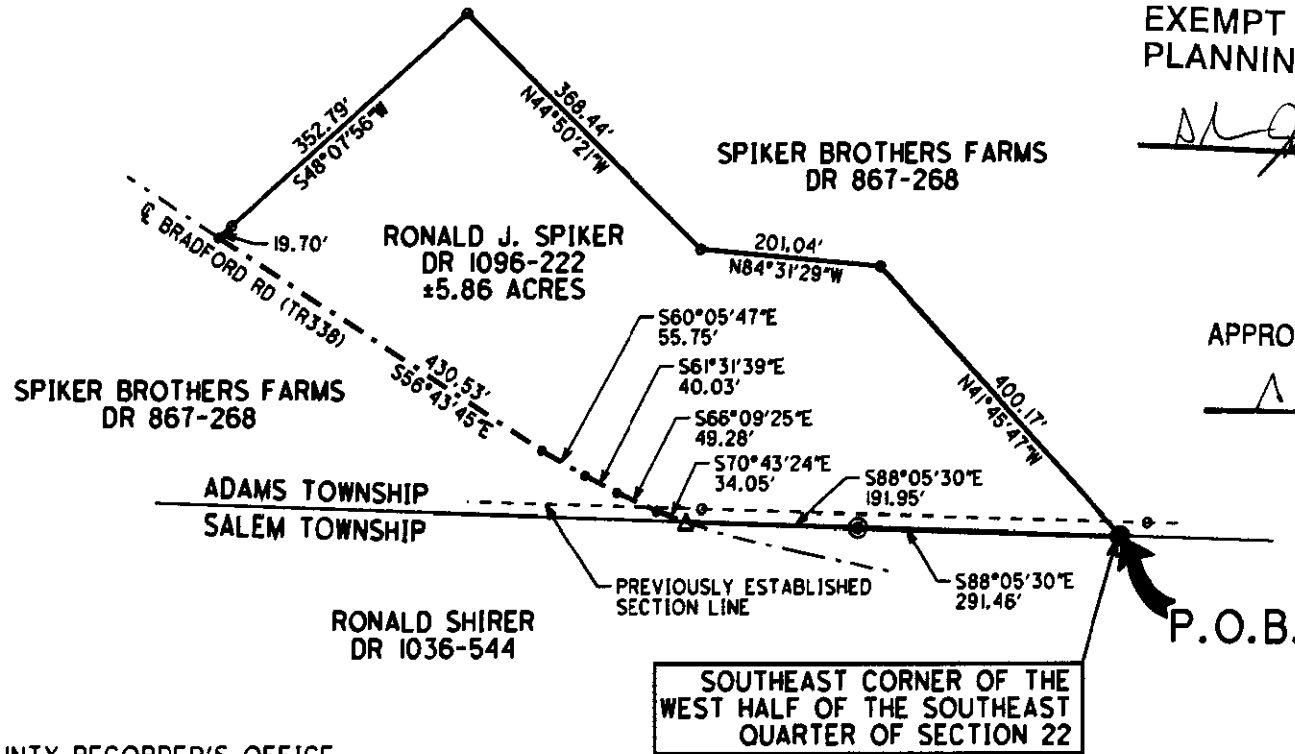 EXEMPT
PLANNIN
352.79'
S48°07'56"W
368.44'
N44°50'21"W
SPIKER BROTHERS FARMS
DR 867-268
201.04'
N84°31'29"W
19.70'
RONALD J. SPIKER
DR 1096-222
±5.86 ACRES
℄ BRADFORD RD (TR338)
430.53'
S56°43'45"E
S60°05'47"E
55.75'
S61°31'39"E
40.03'
S66°09'25"E
49.28'
S70°43'24"E
34.05'
400.17'
N41°45'47"W
APPRO
SPIKER BROTHERS FARMS
DR 867-268
S88°05'30"E
191.95'
ADAMS TOWNSHIP
SALEM TOWNSHIP
S88°05'30"E
291.46'
PREVIOUSLY ESTABLISHED
SECTION LINE
RONALD SHIRER
DR 1036-544
P.O.B.
SOUTHEAST CORNER OF THE
WEST HALF OF THE SOUTHEAST
QUARTER OF SECTION 22
UNTY RECORDER'S OFFICE